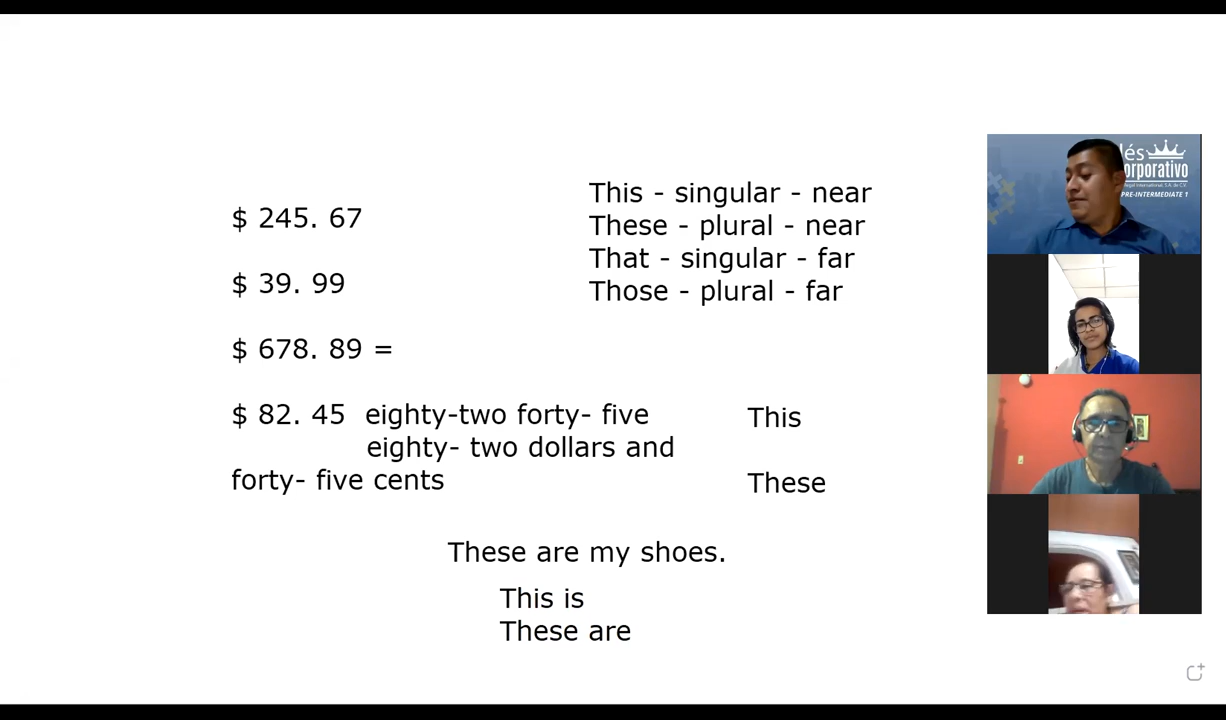 $ 245. 67
$ 39. 99
$ 678. 89 =
$ 82. 45 eighty-two forty- five
eighty- two dollars and
forty- five cents
This - singular - near
These - plural - near
That - singular - far
Those - plural - far
This
These
These are my shoes.
This is
These are
lés
orporativo
PRE-INTERMEDIATE 1